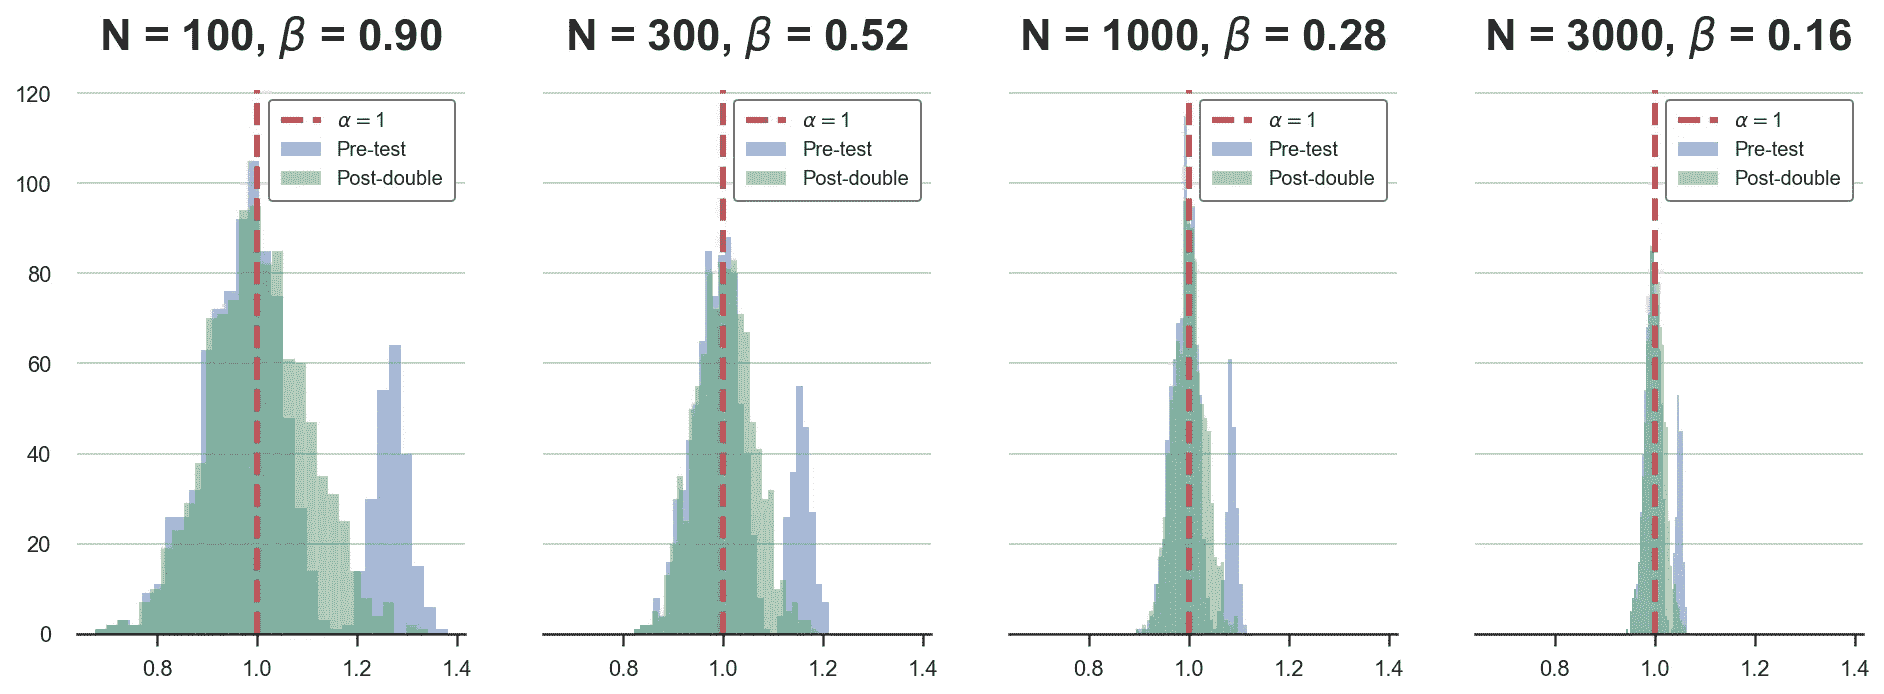 N = 100, β = 0.90
N = 300, β = 0.52
N = 1000, β = 0.28
N = 3000, β = 0.16
120
100
80
60
40
20
0
α = 1
Pre-test
Post-double
0.8 1.0 1.2 1.4
α = 1
Pre-test
Post-double
0.8 1.0 1.2 1.4
α = 1
Pre-test
Post-double
0.8 1.0 1.2 1.4
α = 1
Pre-test
Post-double
0.8 1.0 1.2 1.4